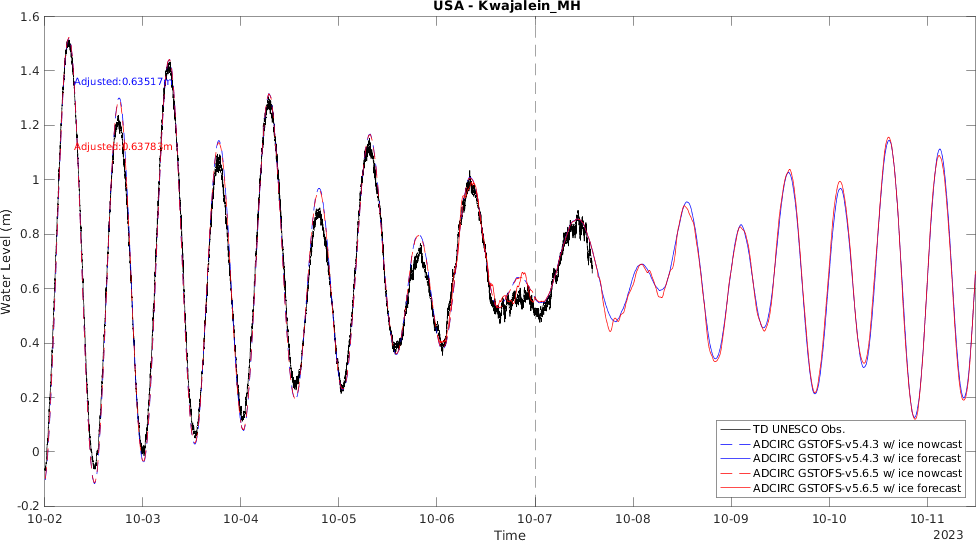 USA - Kwajalein_MH
1.6
1.4
1.2
1
0.8
0.6
0.4
0.2
0
-0.2
Water Level (m)
Adjusted:0.63517m
Adjusted:0.63783m
TD UNESCO Obs.
ADCIRC GSTOFS-v5.4.3 w/ ice nowcast
ADCIRC GSTOFS-v5.4.3 w/ ice forecast
ADCIRC GSTOFS-v5.6.5 w/ ice nowcast
ADCIRC GSTOFS-v5.6.5 w/ ice forecast
10-02 10-03 10-04 10-05 10-06 10-07 10-08 10-09 10-10 10-11
Time
2023